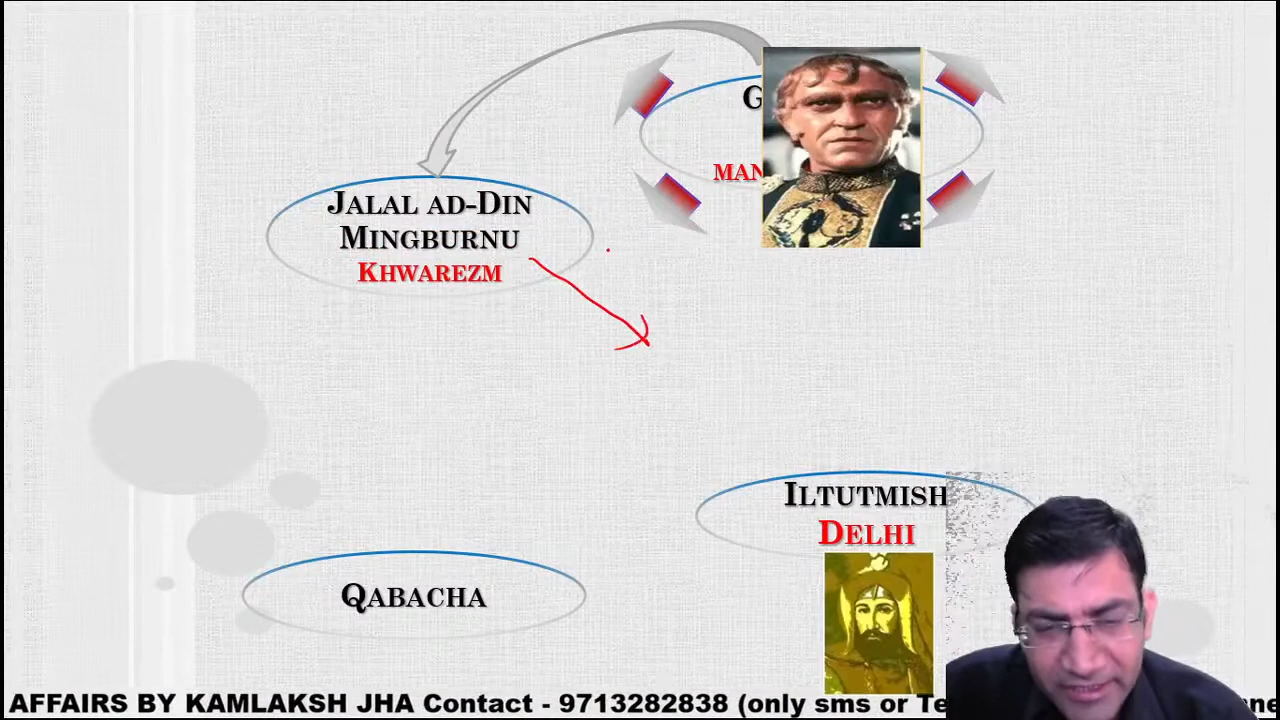 JALAL AD-DIN
MINGBURNU
KHWAREZM
ILTUTMISH
DELHI
QABACHA
AFFAIRS BY KAMLAKSH JHA Contact - 9713282838 (only sms or